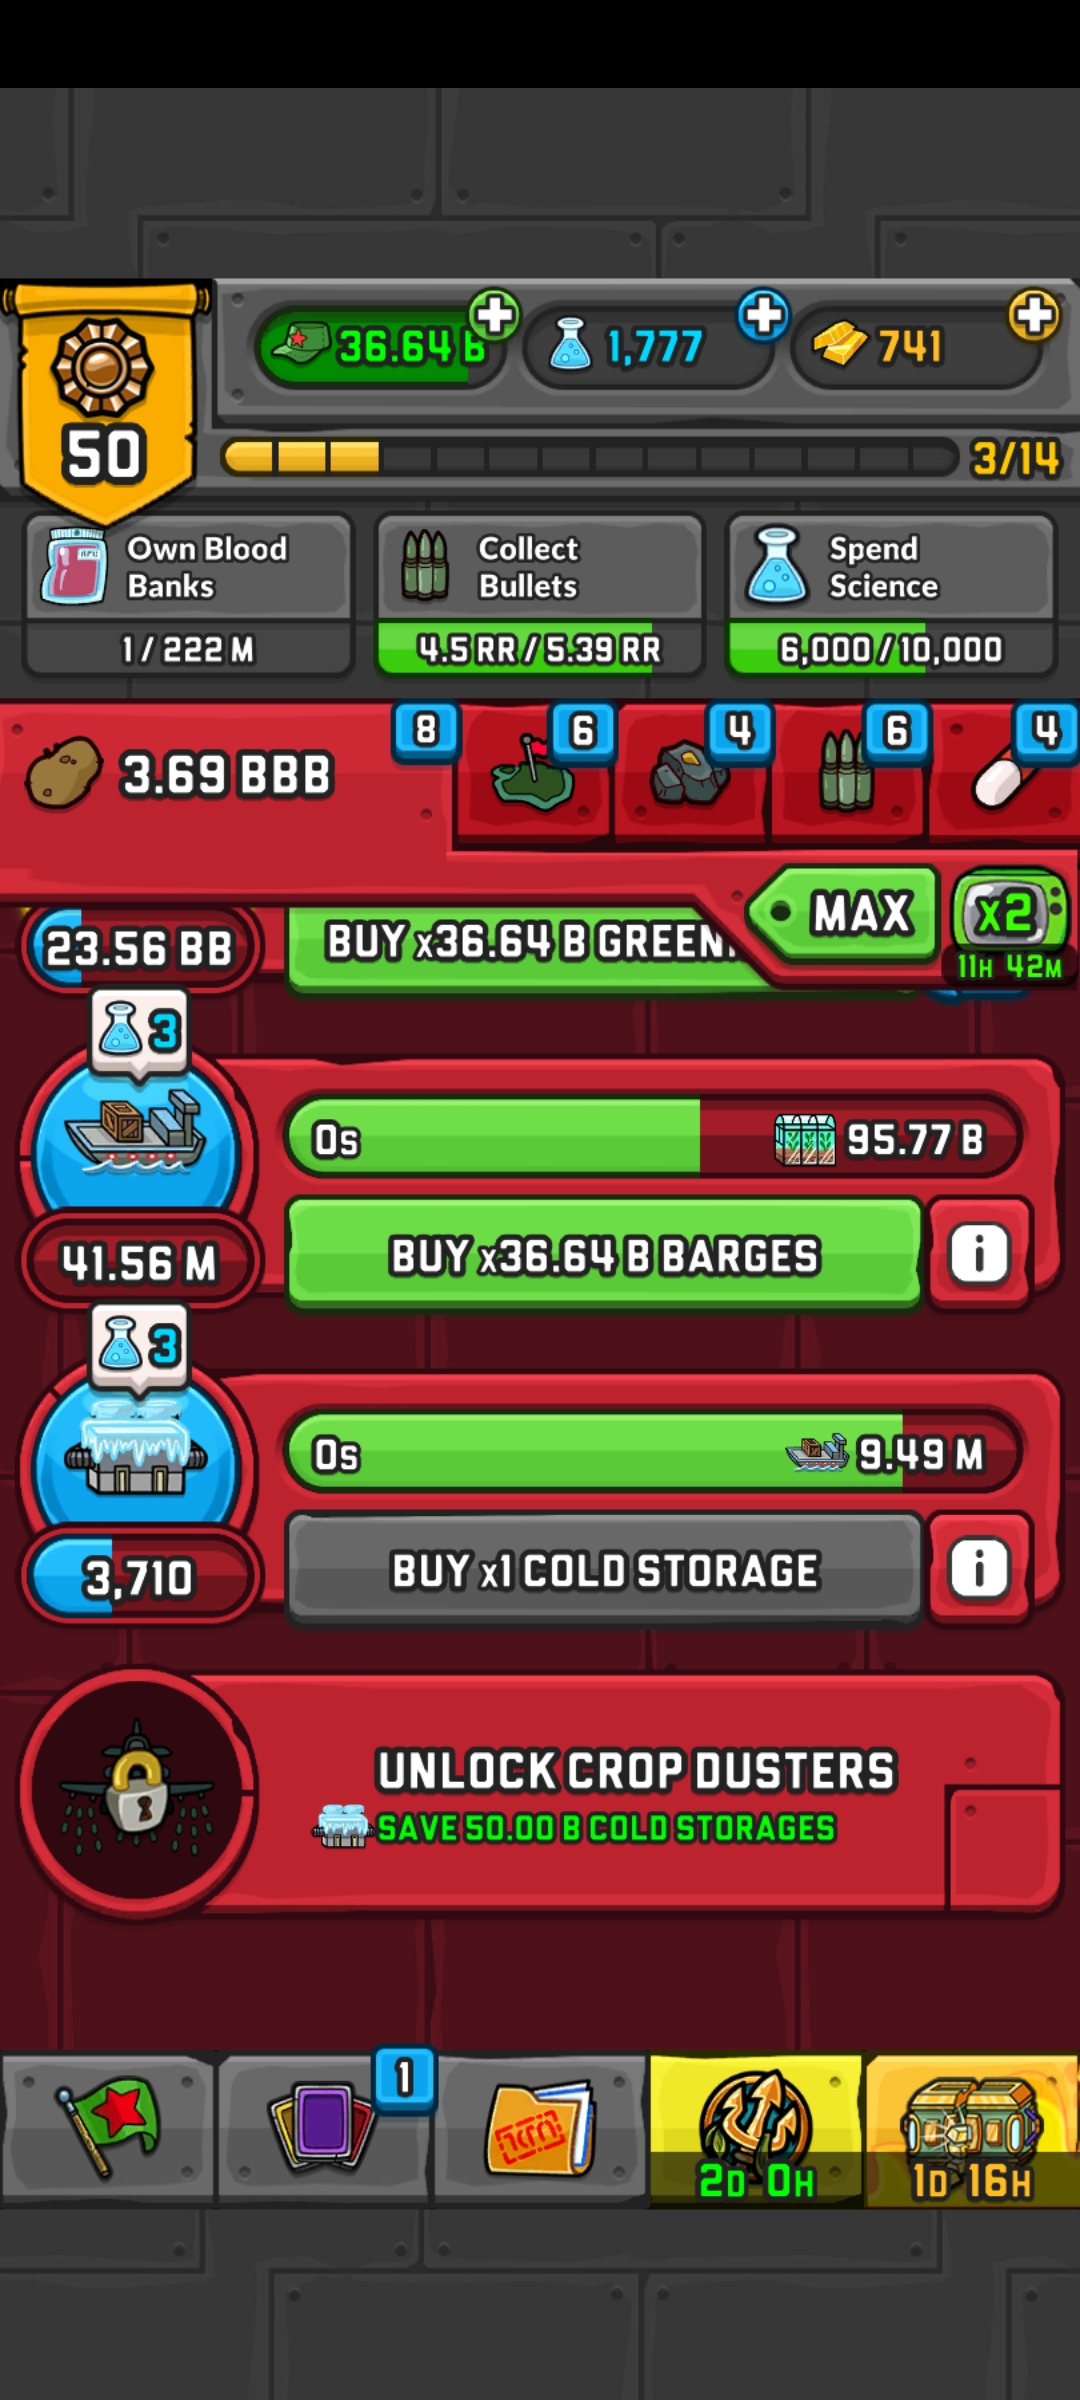 36.64 B
1,777
741
50
3/14
Own Blood
Banks
1 / 222 M
Collect
Bullets
4.5 RR / 5.39 RR
Spend
Science
6,000 / 10,000
3.69 BBB
8
6
4
6
4
MAX
x2
11H 42M
23.56 BB
BUY x36.64 B GREEN
3
0s
95.77 B
41.56 M
BUY x36.64 B BARGES
i
3
0s
9.49 M
3,710
BUY x1 COLD STORAGE
i
UNLOCK CROP DUSTERS
SAVE 50.00 B COLD STORAGES
1
2D 0H
1D 16H